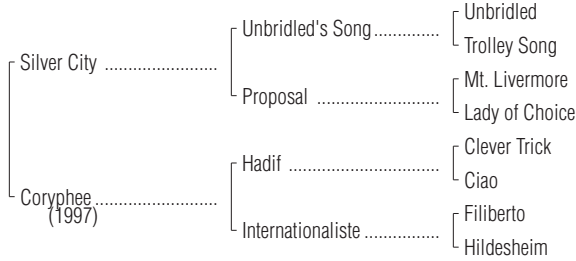 Unbridled
Unbridled's Song .............
Trolley Song
Silver City .......................
Mt. Livermore
Proposal .........................
Lady of Choice
Clever Trick
Hadif ...............................
Ciao
Coryphee .........................
(1997)
Filiberto
Internationaliste ................
Hildesheim